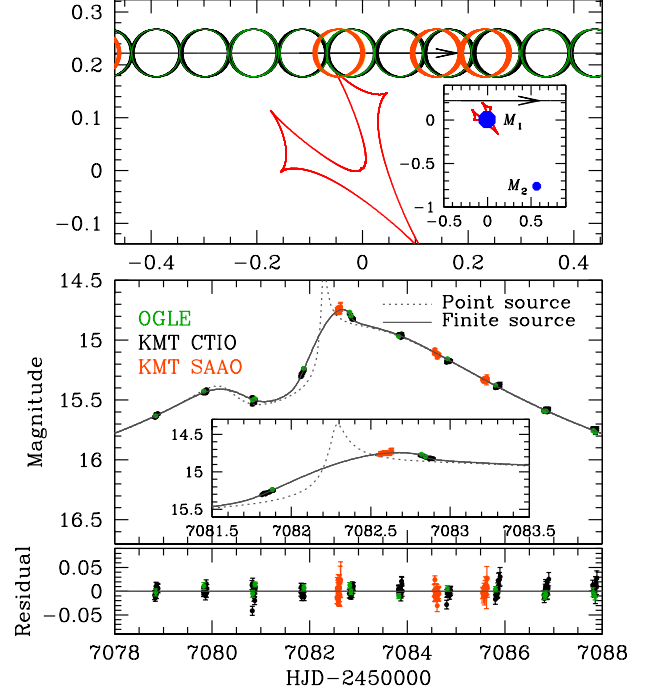 0.2
0.1
0
-0.1
0
-0.5
-1
M1
M2
-0.5 0 0.5
-0.4 -0.2 0 0.2 0.4
14.5
15
15.5
16
16.5
Magnitude
OGLE
KMT CTIO
KMT SAAO
Point source
Finite source
14.5
15
15.5
7081.5 7082 7082.5 7083 7083.5
0.05
0
-0.05
Residual
7078 7080 7082 7084 7086 7088
HJD-2450000